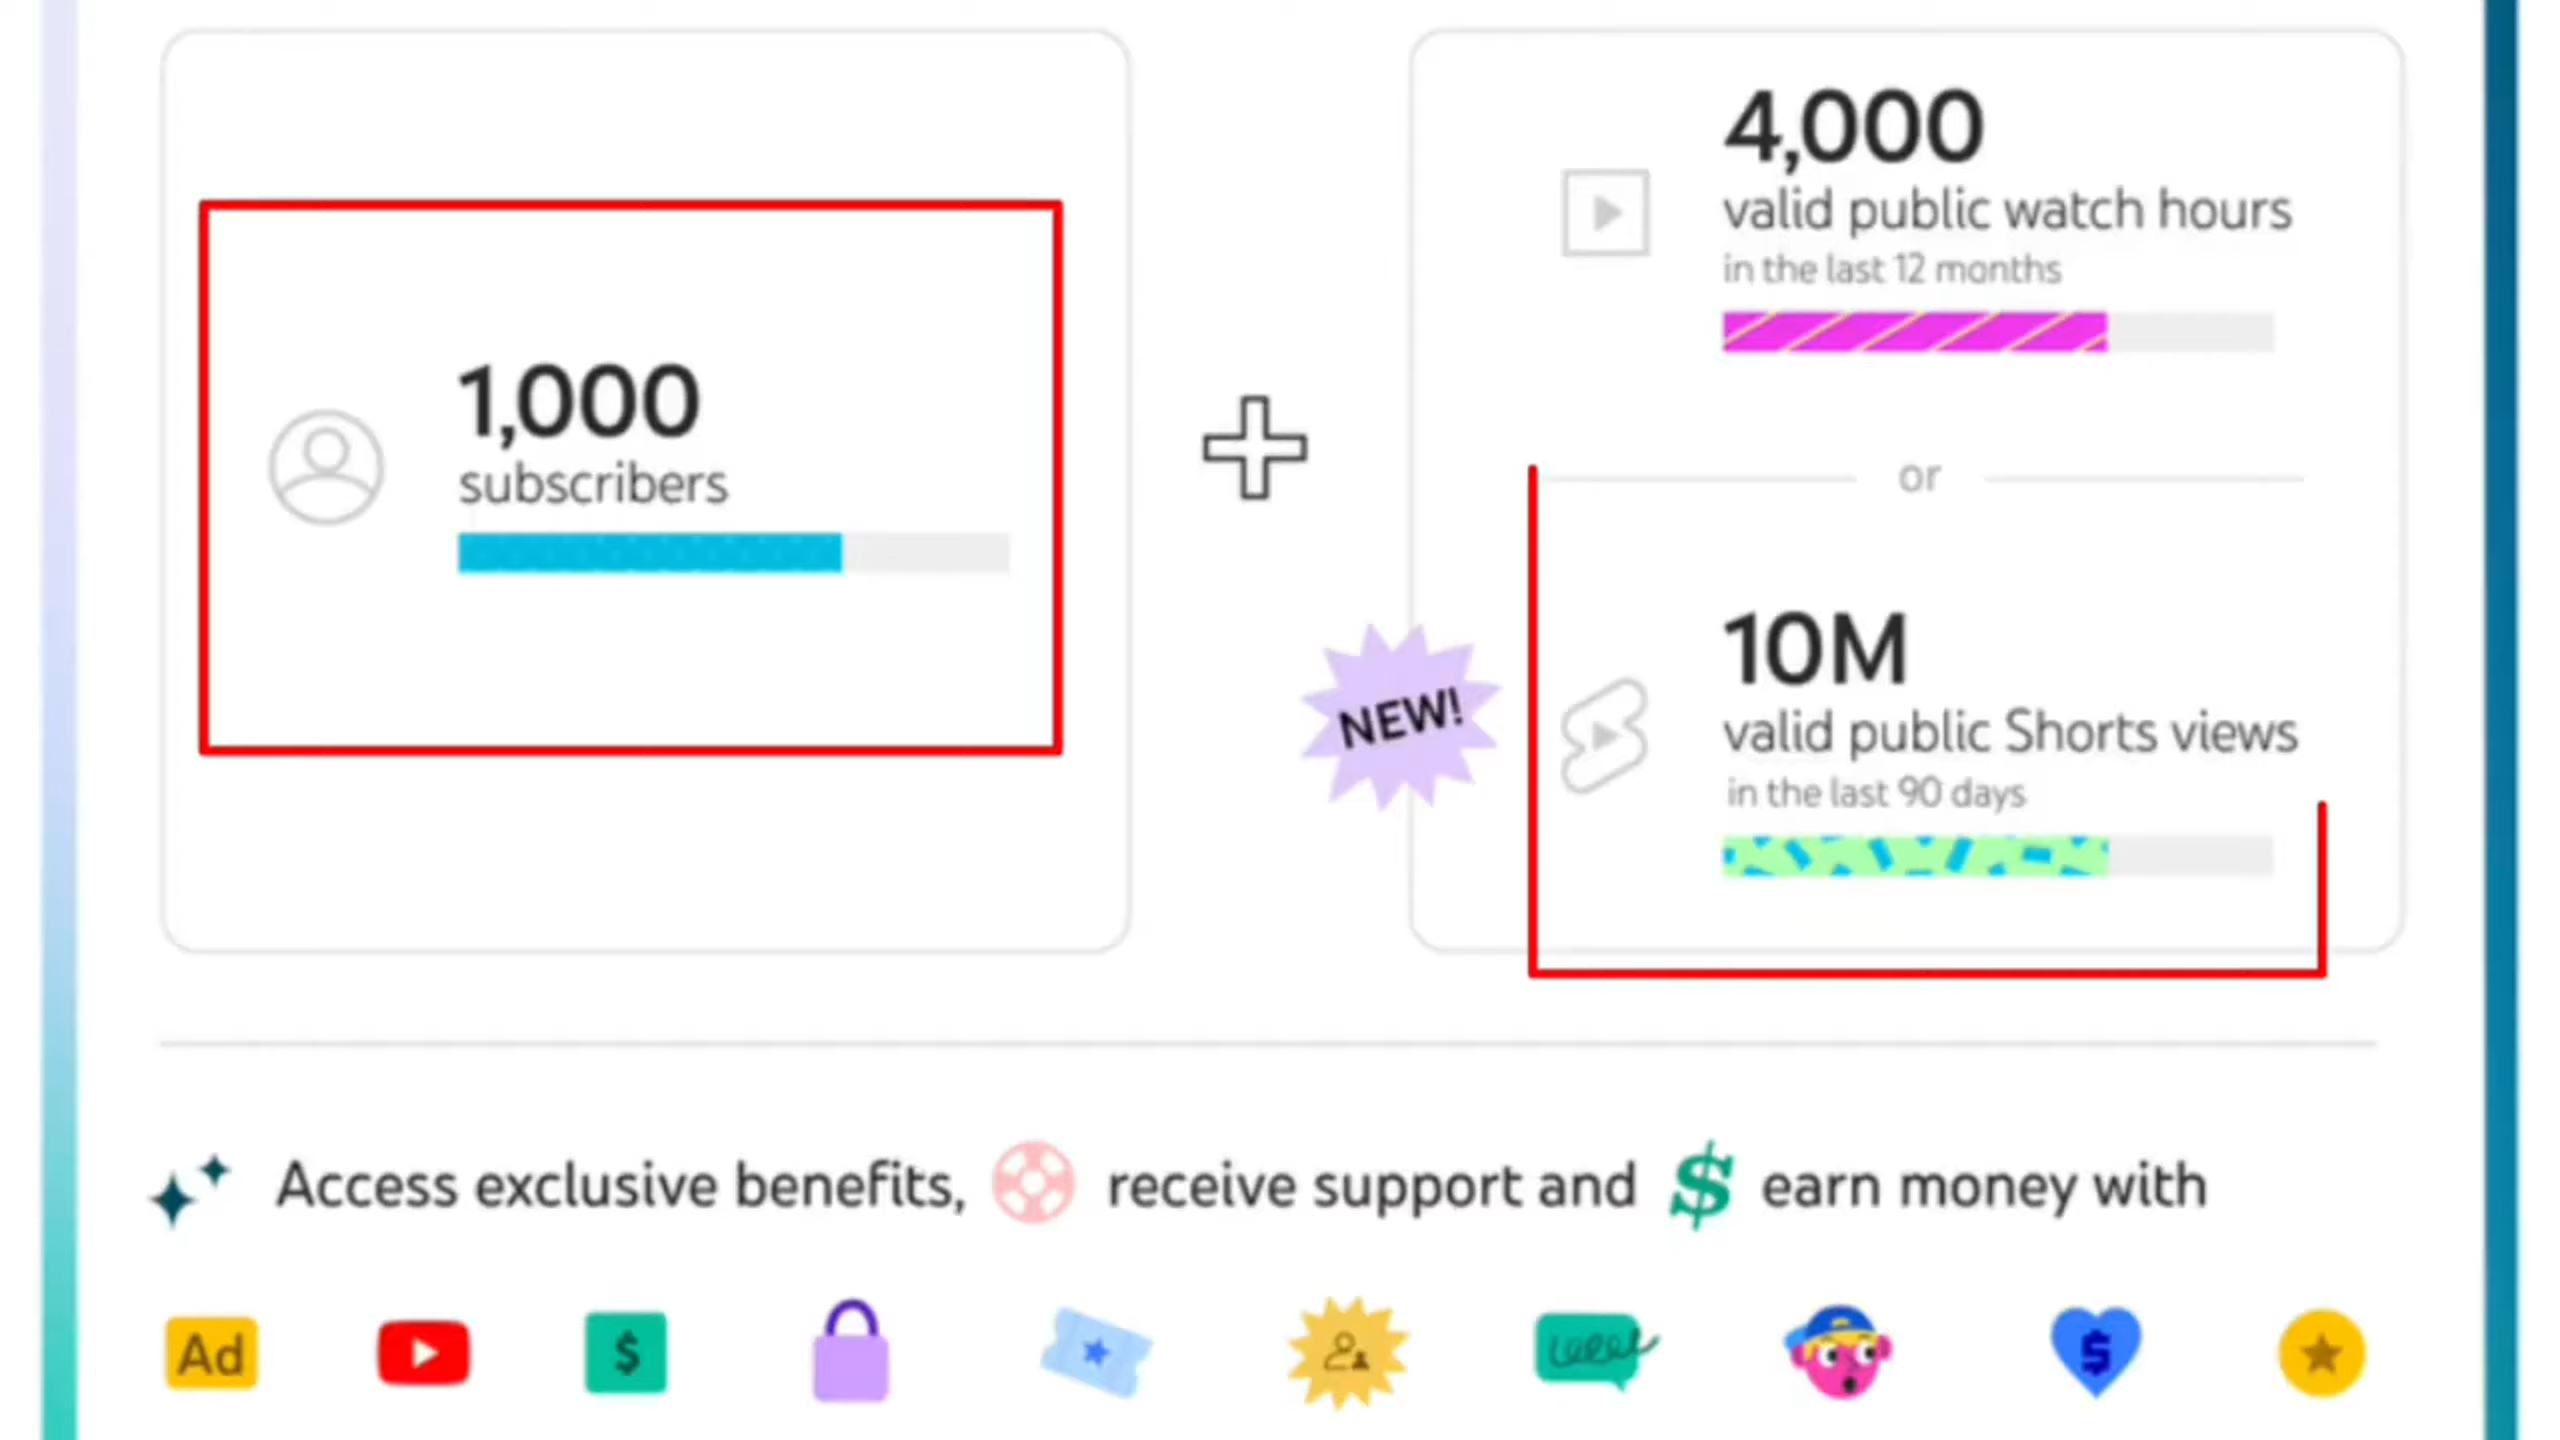 1,000
subscribers
4,000
valid public watch hours
in the last 12 months
or
NEW!
10M
valid public Shorts views
in the last 90 days
Access exclusive benefits, receive support and $ earn money with
Ad
$
$